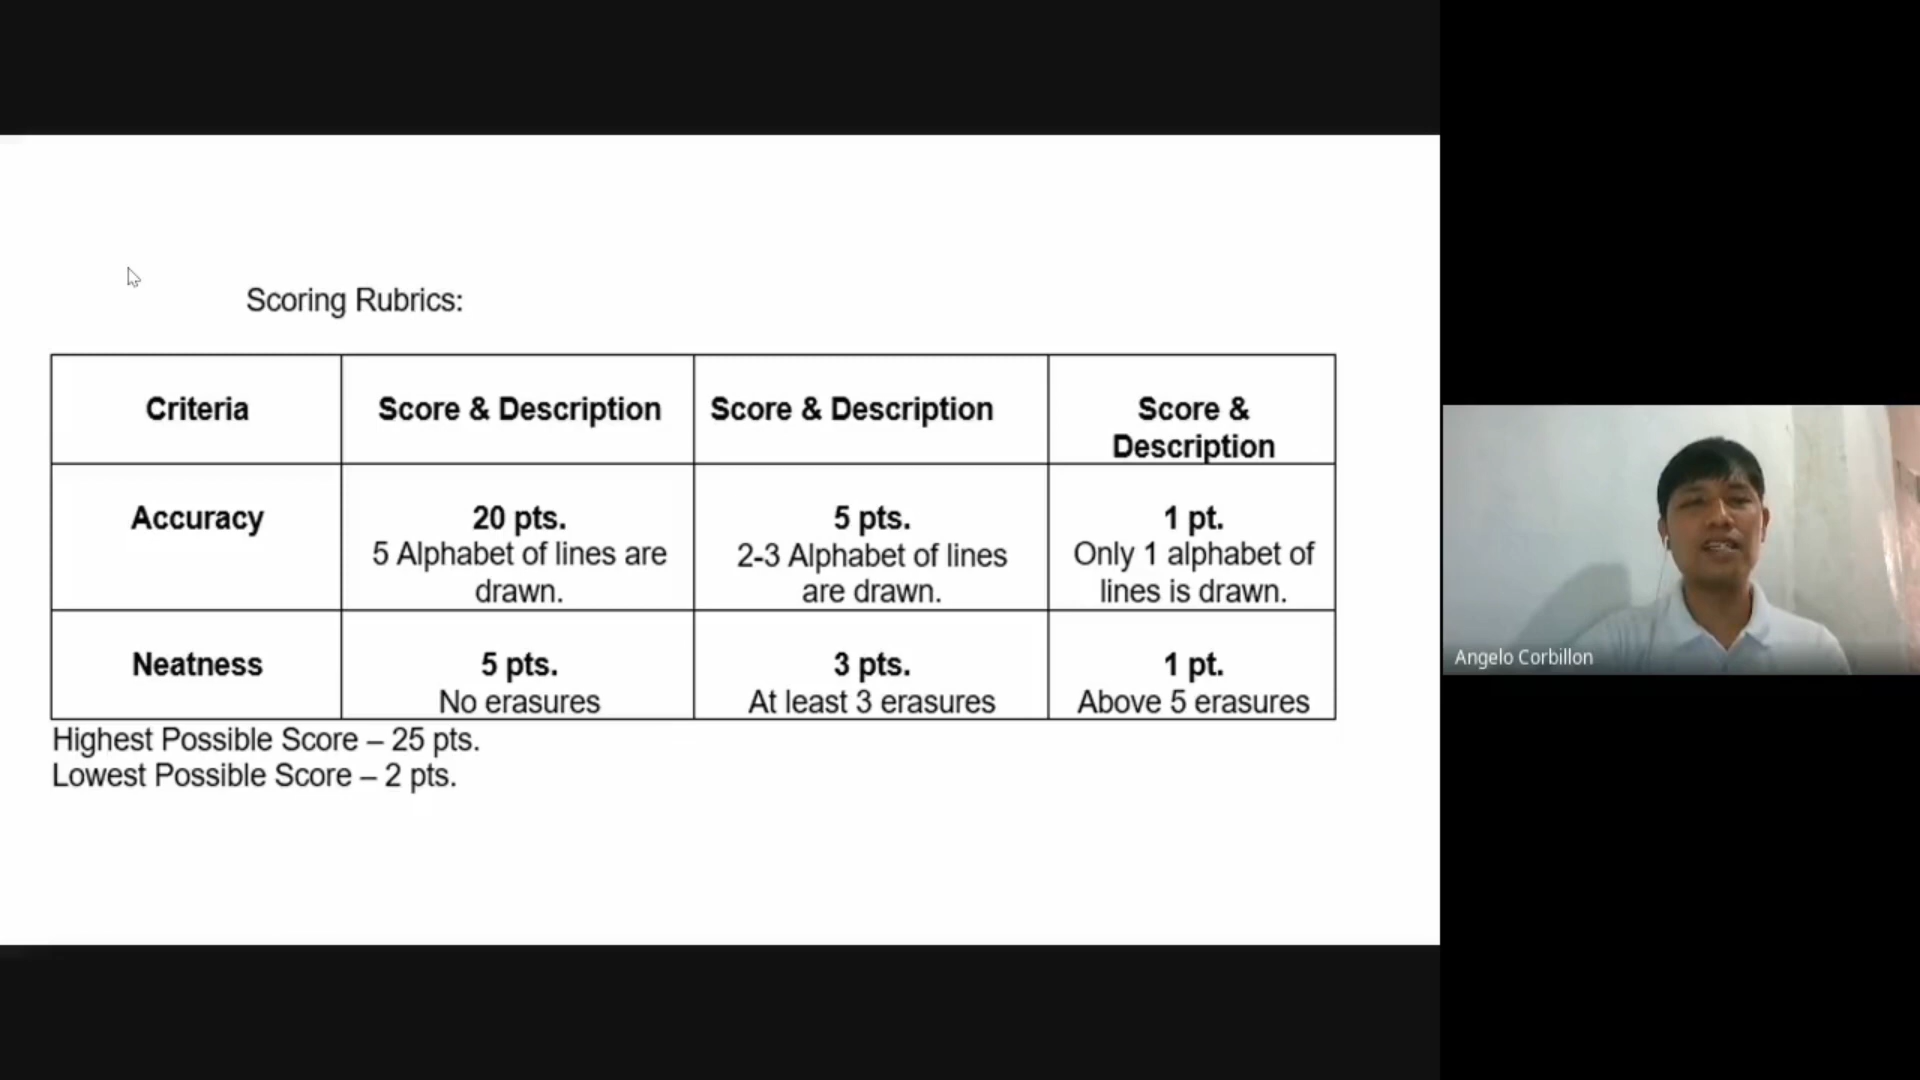 Scoring Rubrics:
Criteria
Score & Description
Score & Description
Score &
Description
Accuracy
20 pts.
5 Alphabet of lines are
drawn.
5 pts.
2-3 Alphabet of lines
are drawn.
1 pt.
Only 1 alphabet of
lines is drawn.
Neatness
5 pts.
No erasures
3 pts.
At least 3 erasures
1 pt.
Above 5 erasures
Highest Possible Score – 25 pts.
Lowest Possible Score – 2 pts.
Angelo Corbillon